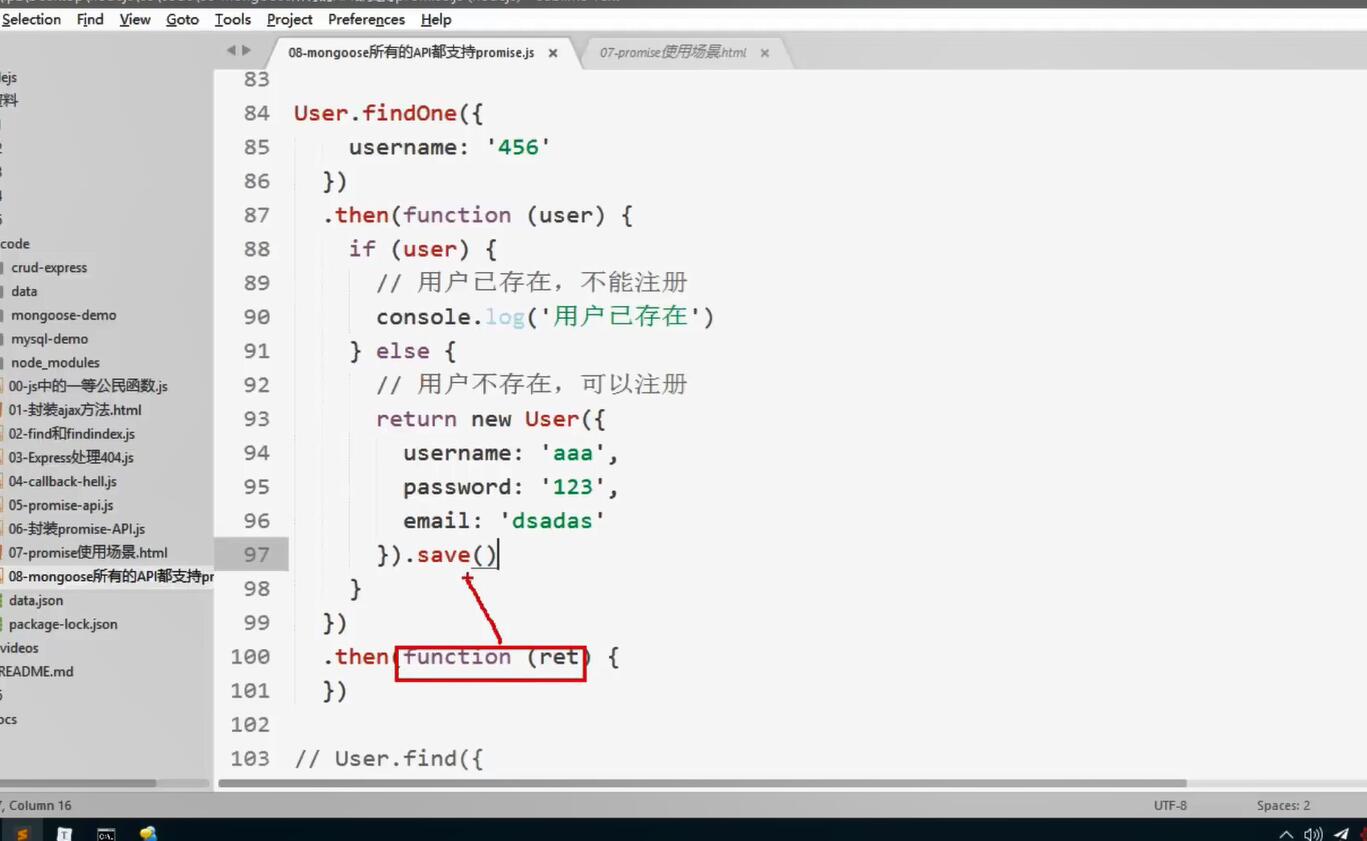 Selection Find View Goto Tools Project Preferences Help
08-mongoose所有的API都支持promise.js ×
07-promise使用场景.html ×
code
crud-express
data
mongoose-demo
mysql-demo
node_modules
00-js中的一等公民函数.js
01-封装ajax方法.html
02-find和findindex.js
03-Express处理404.js
04-callback-hell.js
05-promise-api.js
06-封装promise-API.js
07-promise使用场景.html
08-mongoose所有的API都支持pr
data.json
package-lock.json
videos
README.md
83
84 User.findOne({
85 username: '456'
86 })
87 .then(function (user) {
88 if (user) {
89 // 用户已存在，不能注册
90 console.log('用户已存在')
91 } else {
92 // 用户不存在，可以注册
93 return new User({
94 username: 'aaa',
95 password: '123',
96 email: 'dsadas'
97 }).save()
98 }
99 })
100 .then(function (ret) {
101 })
102
103 // User.find({
, Column 16
UTF-8
Spaces: 2